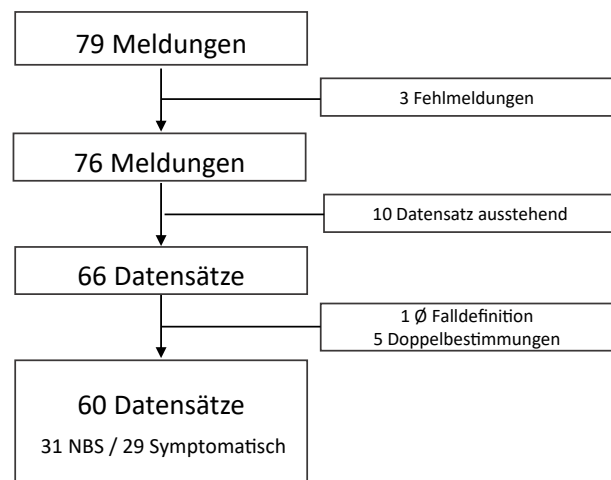 79 Meldungen
3 Fehlmeldungen
76 Meldungen
10 Datensatz ausstehend
66 Datensätze
1 Ø Falldefinition
5 Doppelbestimmungen
60 Datensätze
31 NBS / 29 Symptomatisch